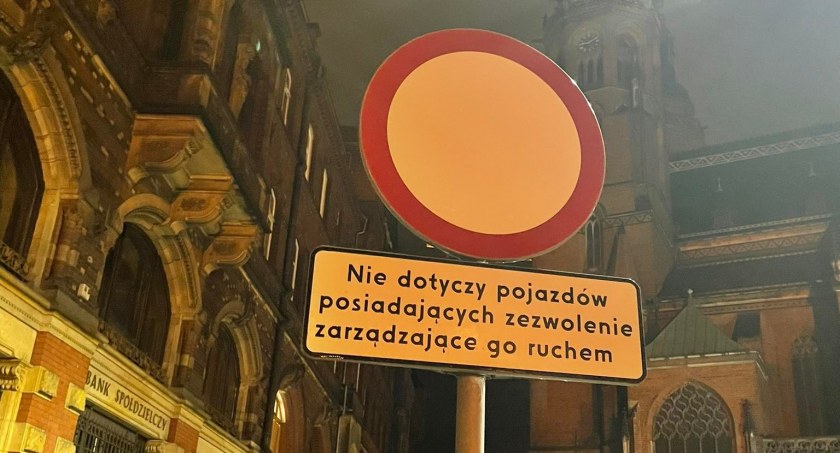 Nie dotyczy pojazdów
posiadających zezwolenie
zarządzające go ruchem
BANK SPÓŁDZIELCZY